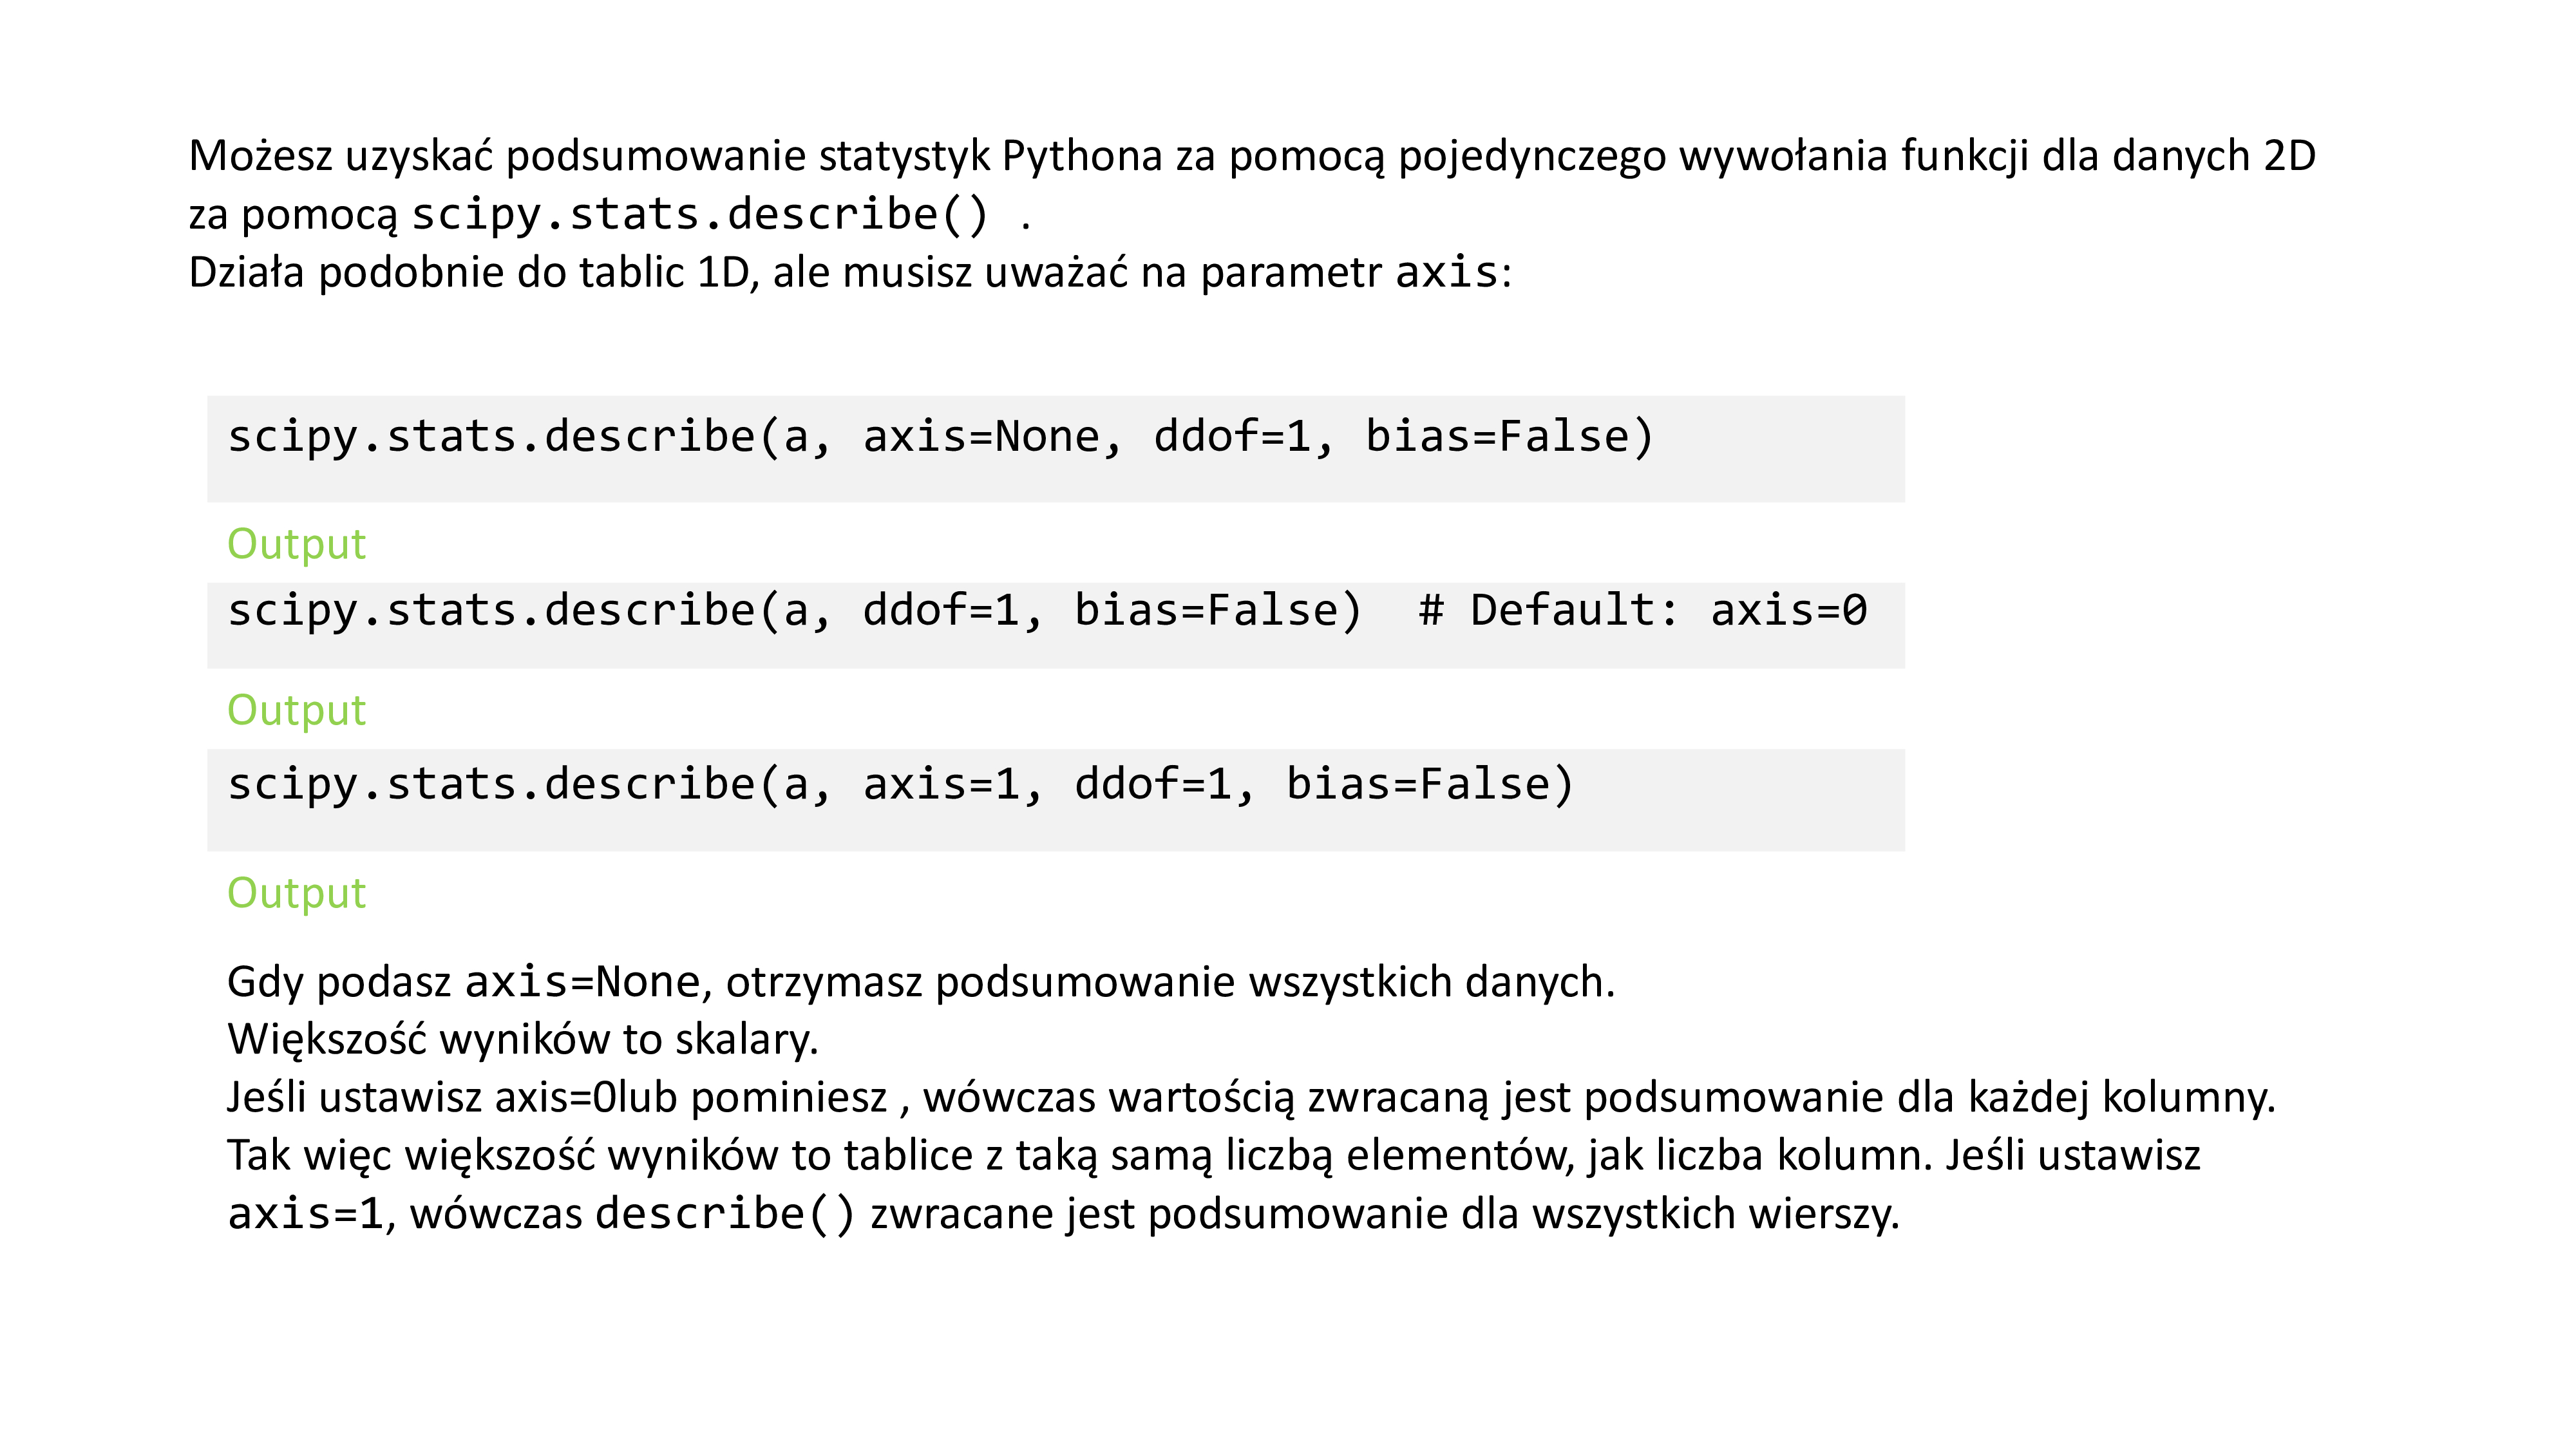 Możesz uzyskać podsumowanie statystyk Pythona za pomocą pojedynczego wywołania funkcji dla danych 2D
za pomocą scipy.stats.describe() .
Działa podobnie do tablic 1D, ale musisz uważać na parametr axis:
scipy.stats.describe(a, axis=None, ddof=1, bias=False)
Output
scipy.stats.describe(a, ddof=1, bias=False)  # Default: axis=0
Output
scipy.stats.describe(a, axis=1, ddof=1, bias=False)
Output
Gdy podasz axis=None, otrzymasz podsumowanie wszystkich danych.
Większość wyników to skalary.
Jeśli ustawisz axis=0lub pominiesz , wówczas wartością zwracaną jest podsumowanie dla każdej kolumny.
Tak więc większość wyników to tablice z taką samą liczbą elementów, jak liczba kolumn. Jeśli ustawisz
axis=1, wówczas describe() zwracane jest podsumowanie dla wszystkich wierszy.